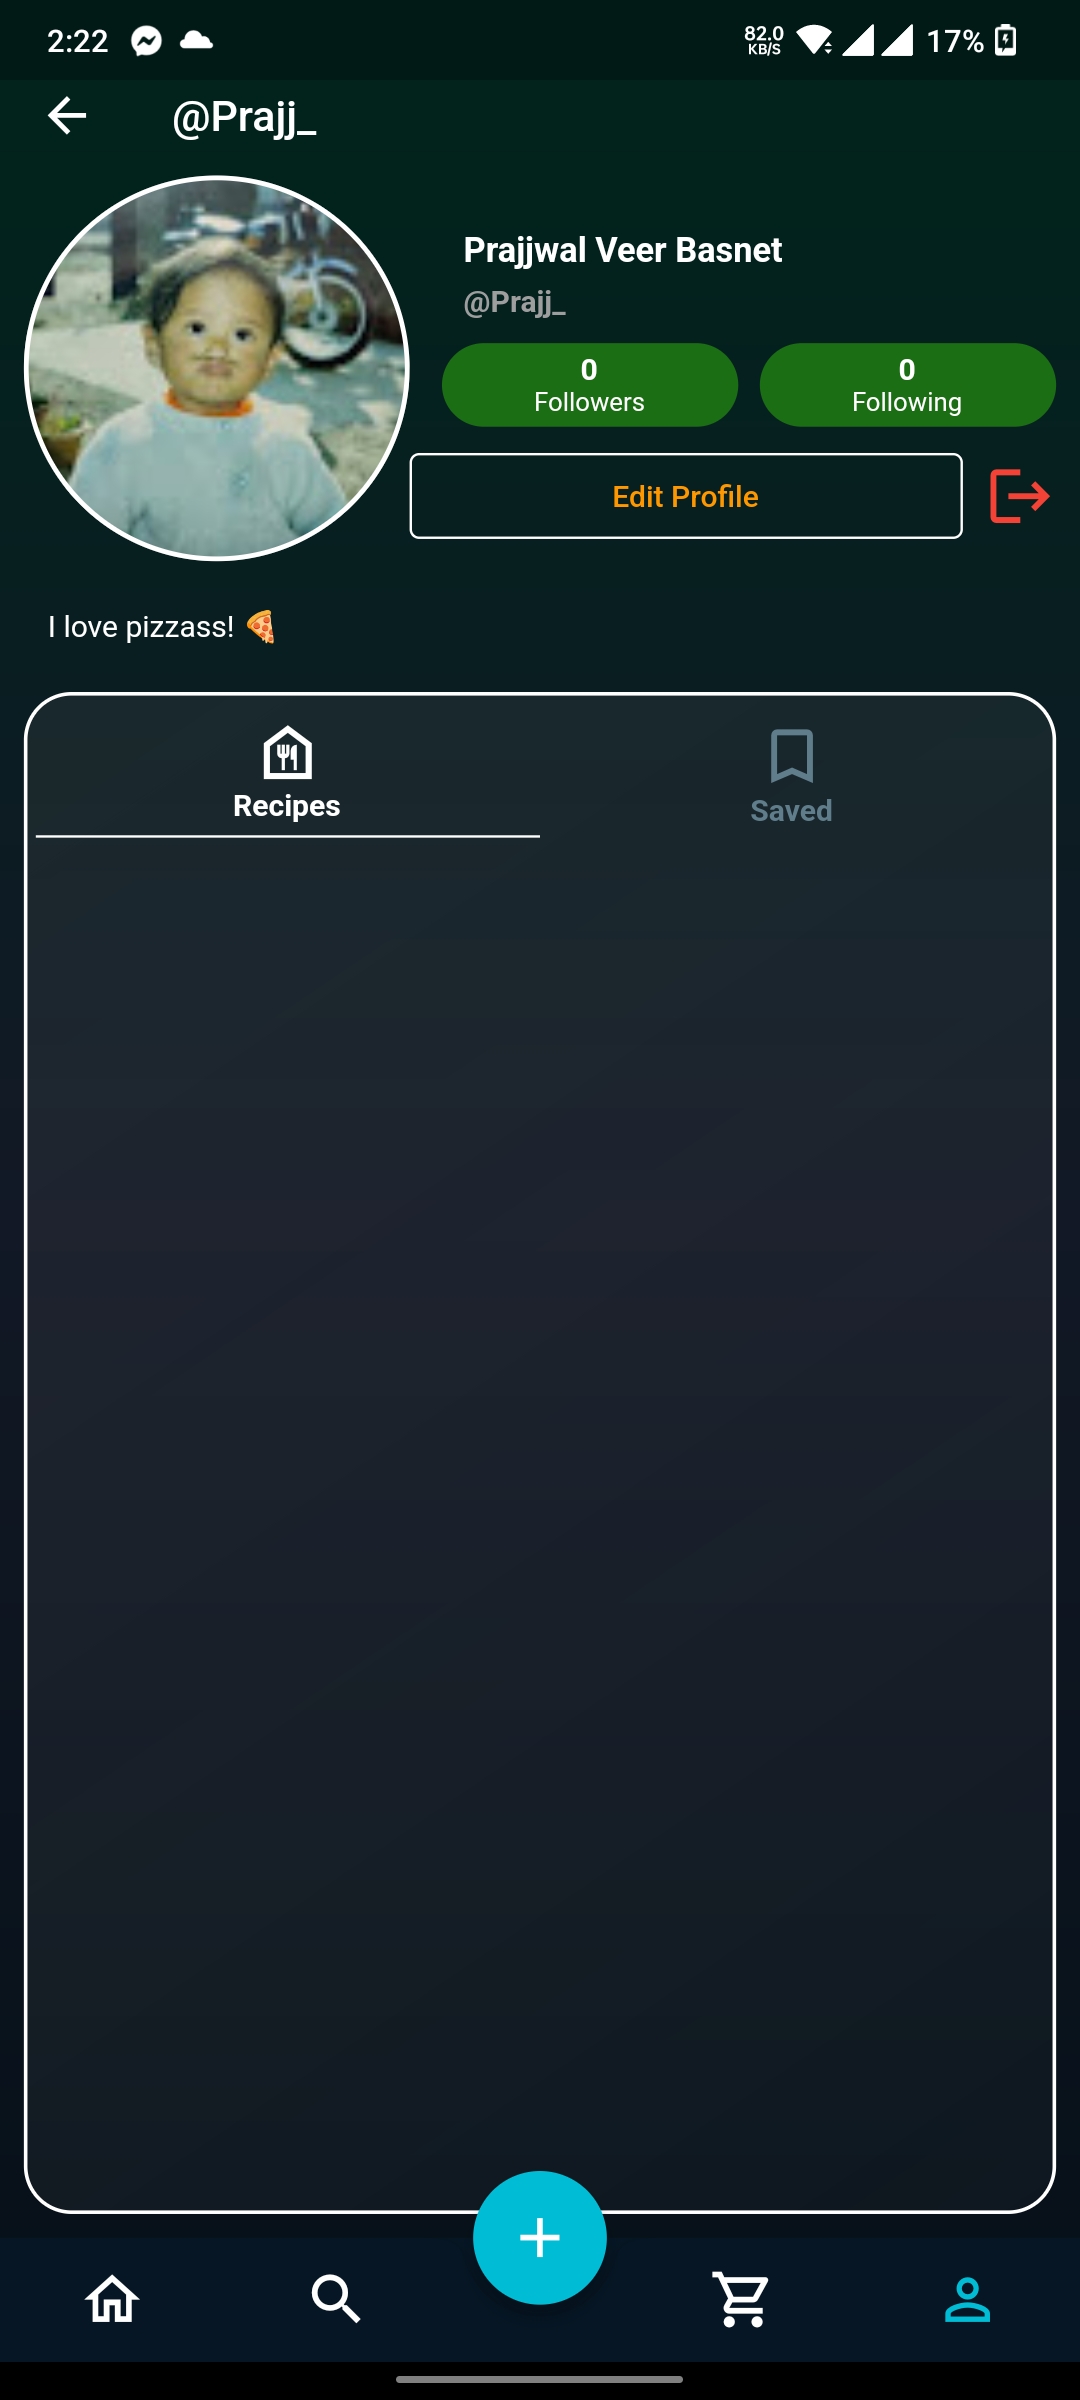 2:22
82.0
KB/S
17%
@Prajj_
Prajjwal Veer Basnet
@Prajj_
0
Followers
0
Following
Edit Profile
I love pizzass! 🍕
Recipes
Saved